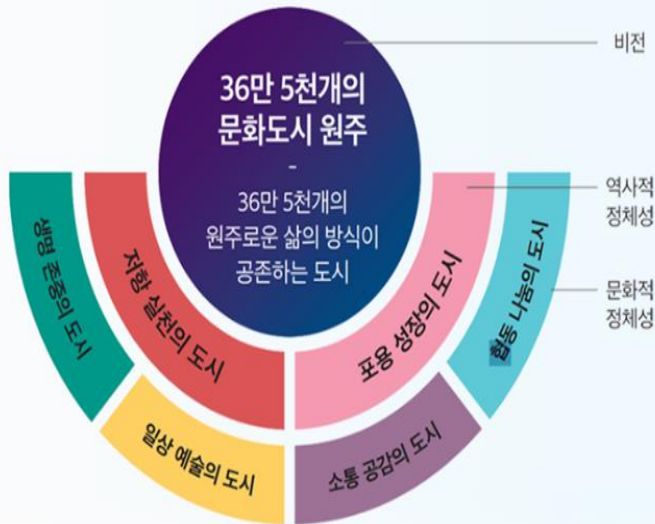 36만 5천개의
문화도시 원주
-
36만 5천개의
원주로운 삶의 방식이
공존하는 도시
비전
역사적
정체성
문화적
정체성
저항 실천의 도시
포용 성장의 도시
생명 존중의 도시
일상 예술의 도시
소통 공감의 도시
협동 나눔의 도시